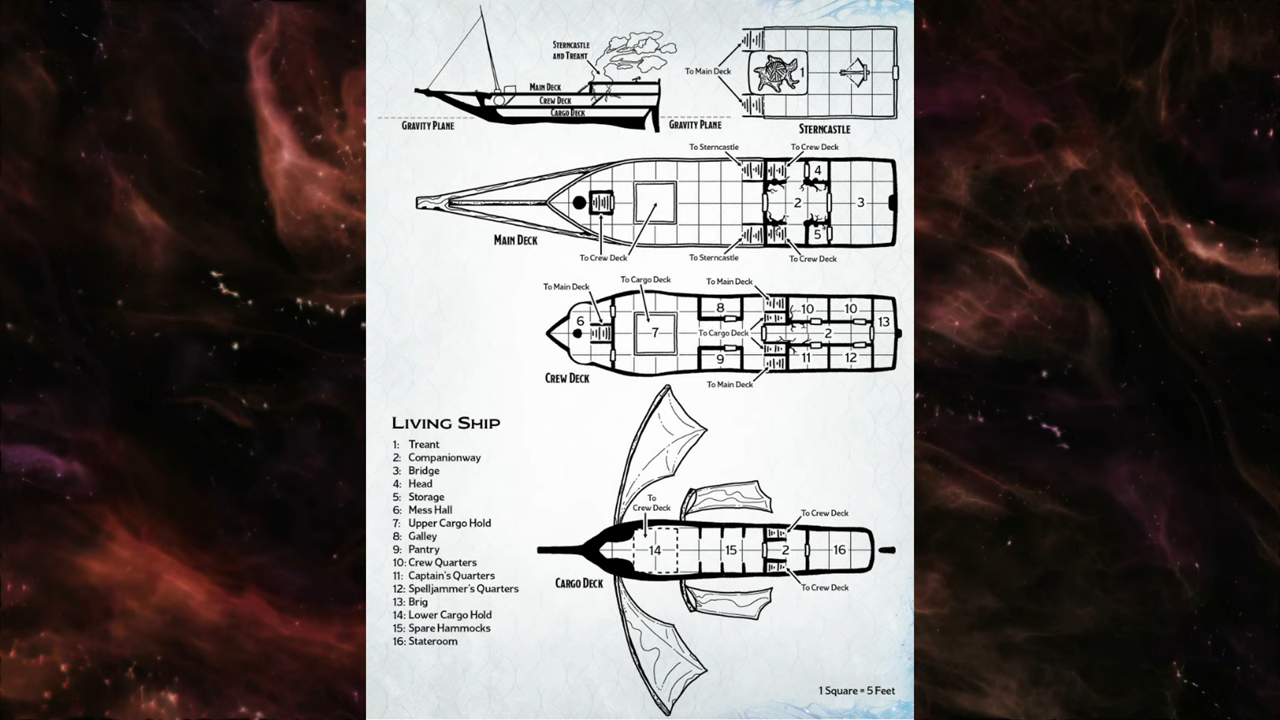 Sterncastle
and Treant
Main Deck
Crew Deck
Cargo Deck
Gravity Plane
Gravity Plane
To Main Deck
1
Sterncastle
To Sterncastle
To Crew Deck
4
2
3
5
Main Deck
To Crew Deck
To Sterncastle
To Crew Deck
To Cargo Deck
To Main Deck
To Main Deck
8
10
10
6
7
To Cargo Deck
2
13
9
11
12
Crew Deck
To Main Deck
Living Ship
1: Treant
2: Companionway
3: Bridge
4: Head
5: Storage
6: Mess Hall
7: Upper Cargo Hold
8: Galley
9: Pantry
10: Crew Quarters
11: Captain's Quarters
12: Spelljammer's Quarters
13: Brig
14: Lower Cargo Hold
15: Spare Hammocks
16: Stateroom
To
Crew Deck
To Crew Deck
14
15
2
16
Cargo Deck
To Crew Deck
1 Square = 5 Feet